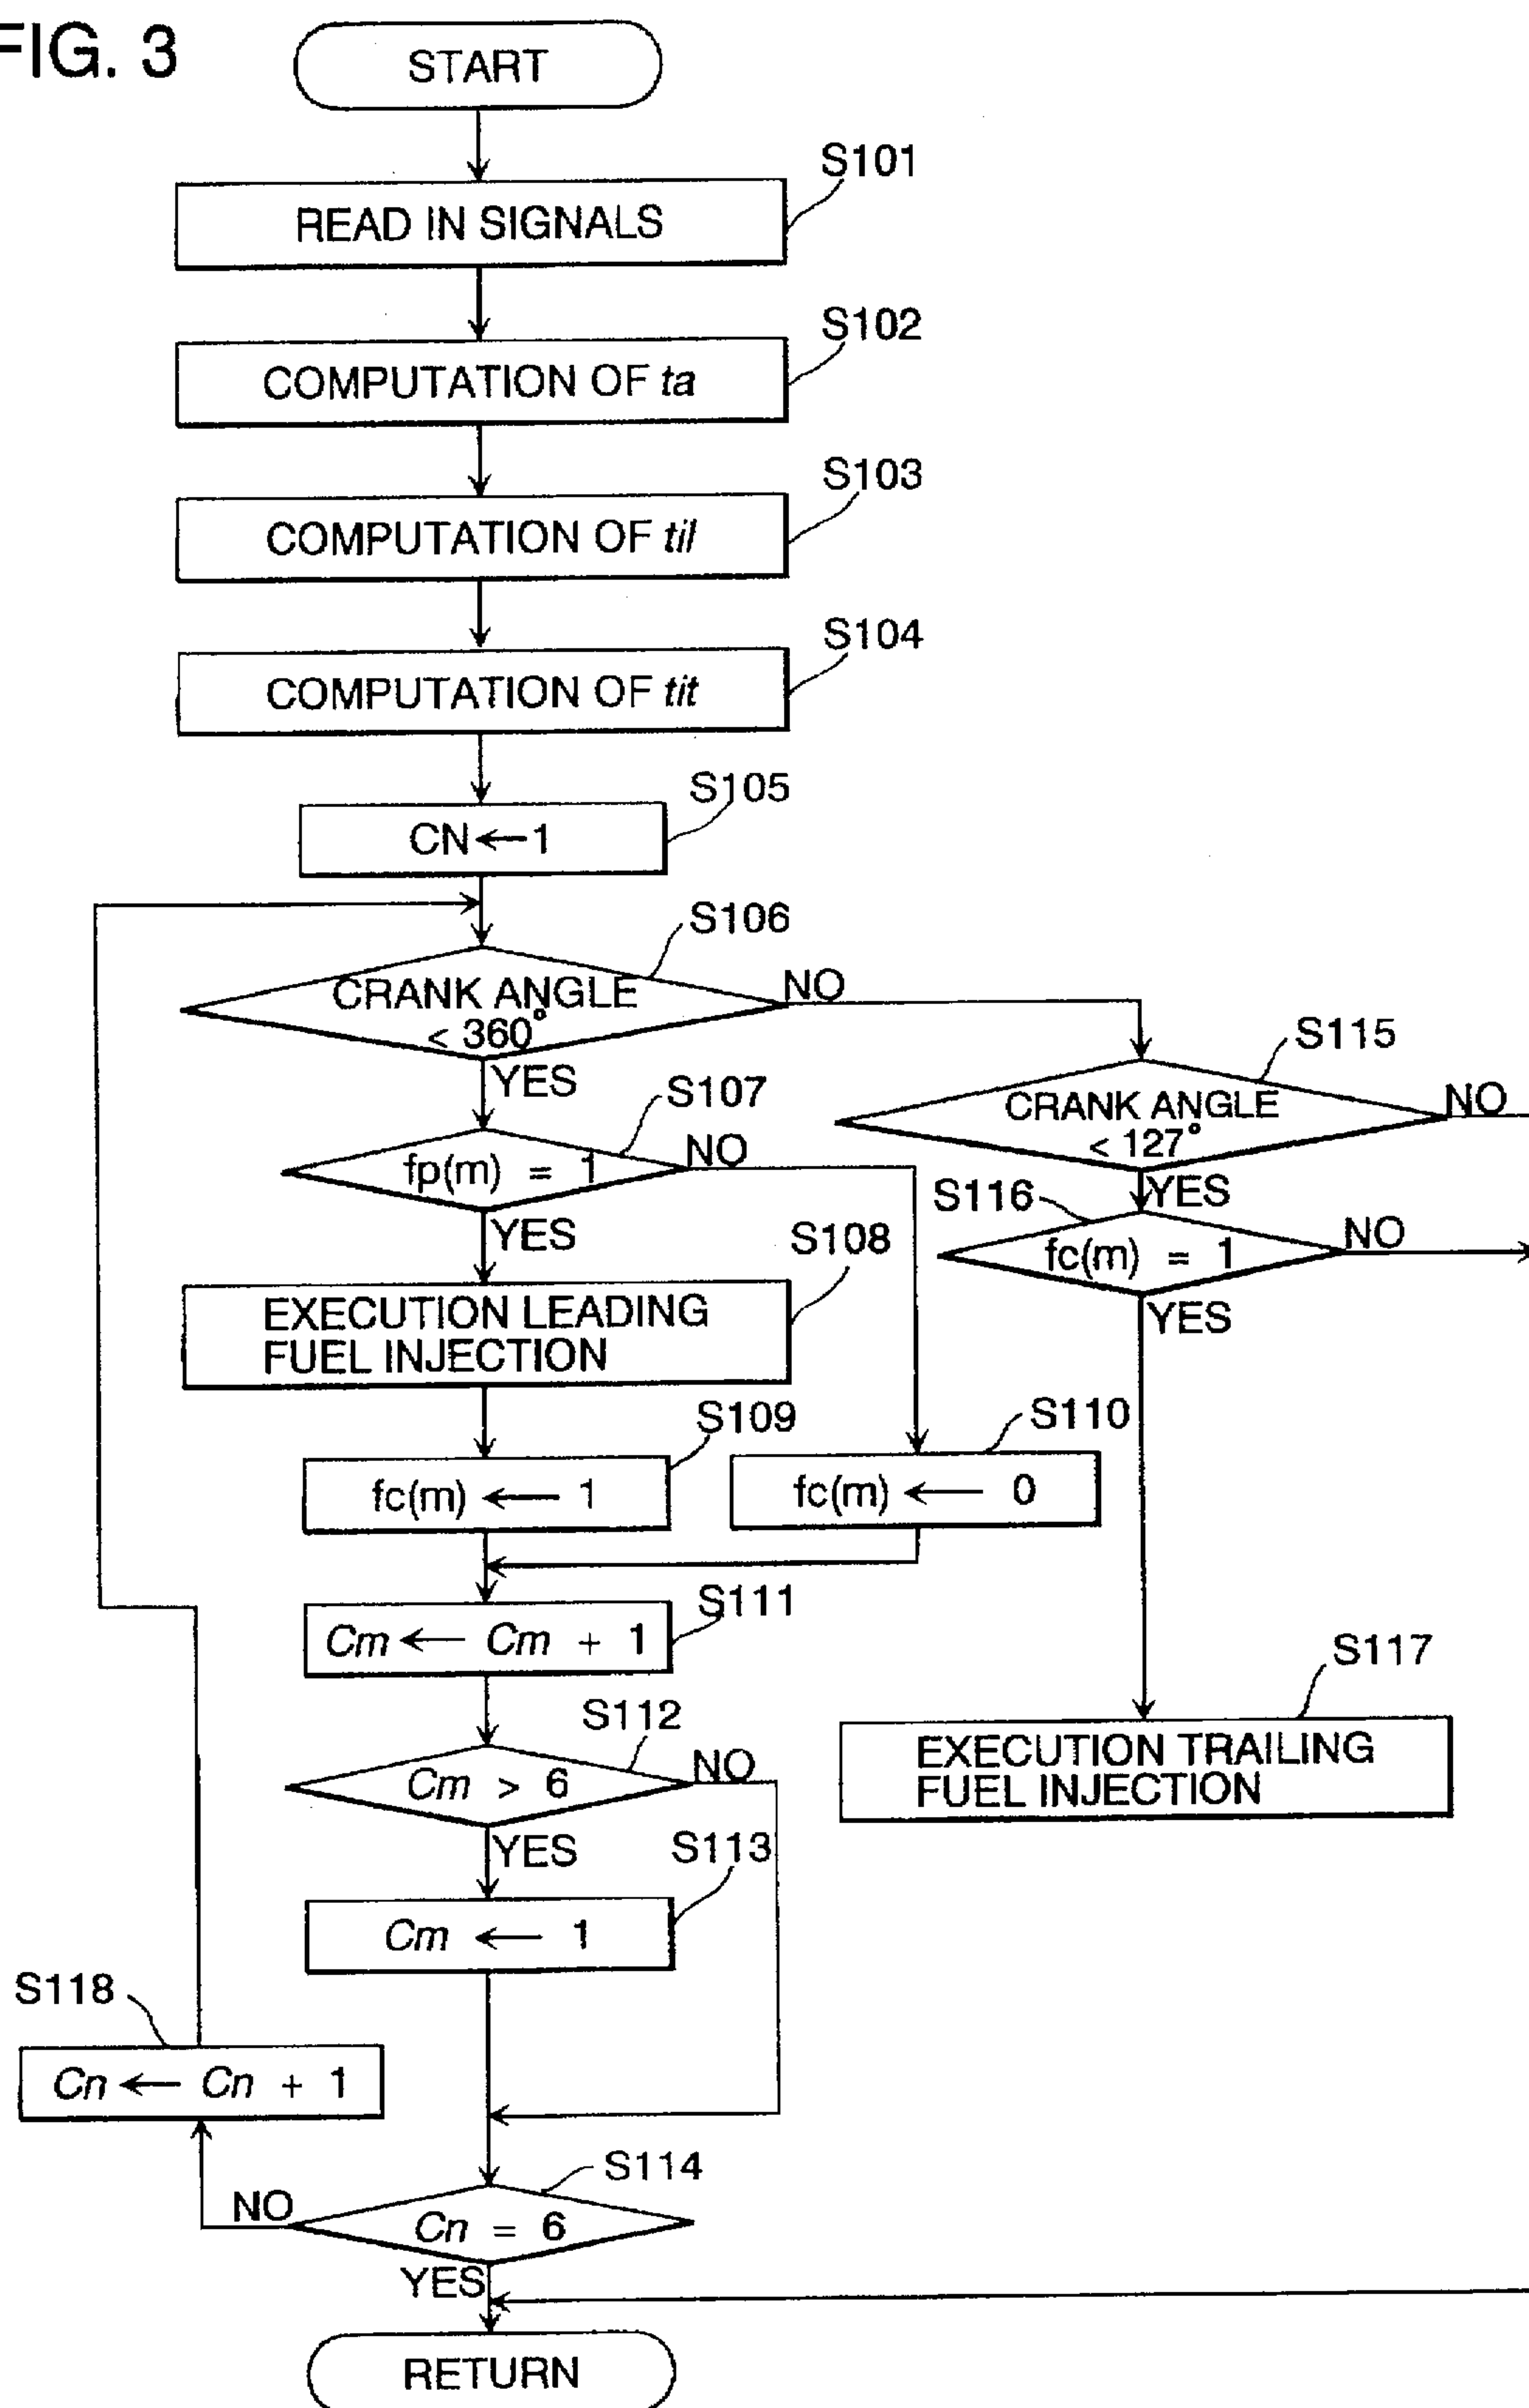 FIG. 3
START
S101
READ IN SIGNALS
S102
COMPUTATION OF ta
S103
COMPUTATION OF til
S104
COMPUTATION OF tit
S105
CN ← 1
S106
CRANK ANGLE
< 360°
NO
YES
S115
CRANK ANGLE
< 127°
NO
YES
S107
fp(m) = 1
NO
YES
S116
fc(m) = 1
NO
YES
S108
EXECUTION LEADING
FUEL INJECTION
S109
fc(m) ← 1
S110
fc(m) ← 0
S111
Cm ← Cm + 1
S117
EXECUTION TRAILING
FUEL INJECTION
S112
Cm > 6
NO
YES
S113
Cm ← 1
S118
Cn ← Cn + 1
S114
Cn = 6
NO
YES
RETURN